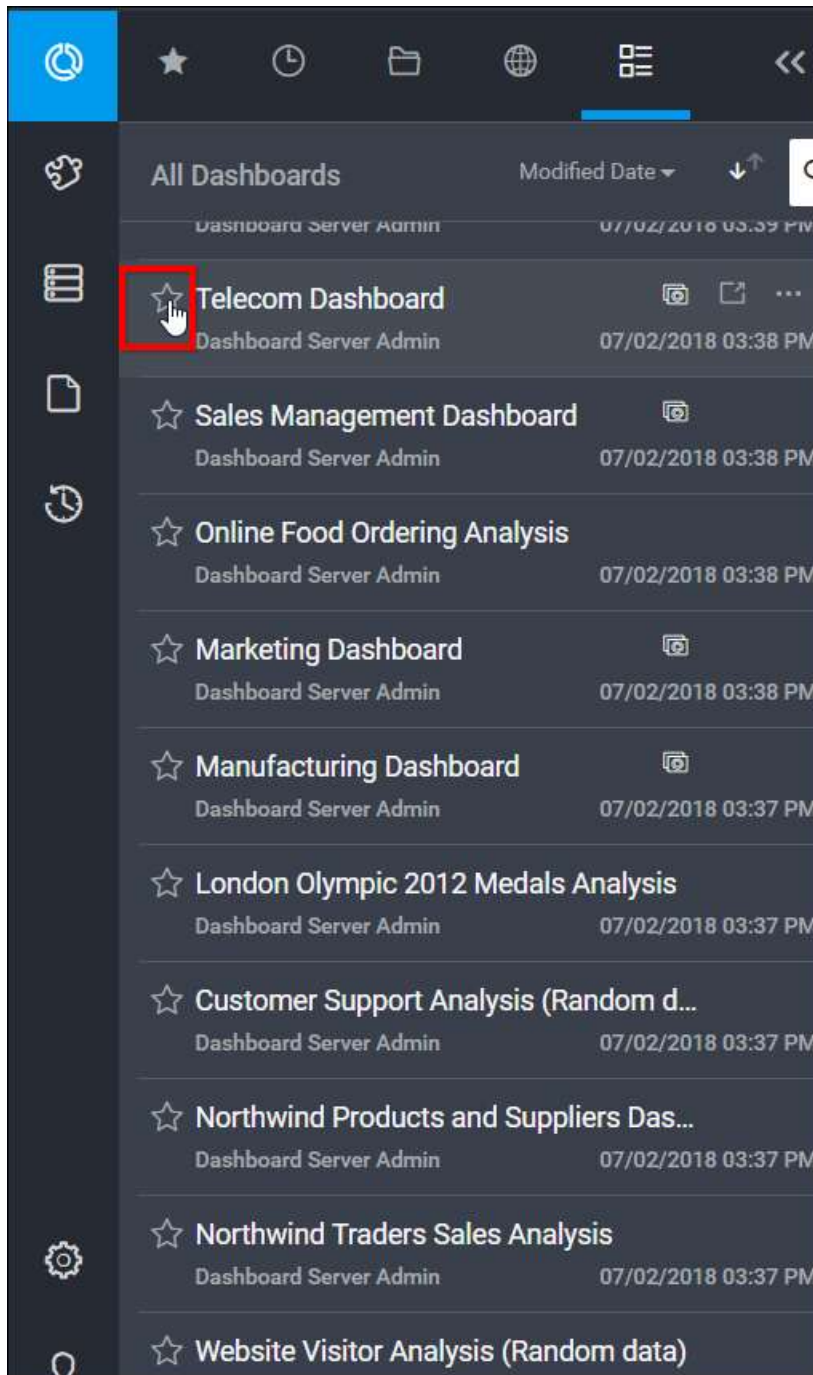 All Dashboards Modified Date
Dashboard Server Admin 07/02/2018 03:39 PM
Telecom Dashboard
Dashboard Server Admin 07/02/2018 03:38 PM
Sales Management Dashboard
Dashboard Server Admin 07/02/2018 03:38 PM
Online Food Ordering Analysis
Dashboard Server Admin 07/02/2018 03:38 PM
Marketing Dashboard
Dashboard Server Admin 07/02/2018 03:38 PM
Manufacturing Dashboard
Dashboard Server Admin 07/02/2018 03:37 PM
London Olympic 2012 Medals Analysis
Dashboard Server Admin 07/02/2018 03:37 PM
Customer Support Analysis (Random d...
Dashboard Server Admin 07/02/2018 03:37 PM
Northwind Products and Suppliers Das...
Dashboard Server Admin 07/02/2018 03:37 PM
Northwind Traders Sales Analysis
Dashboard Server Admin 07/02/2018 03:37 PM
Website Visitor Analysis (Random data)